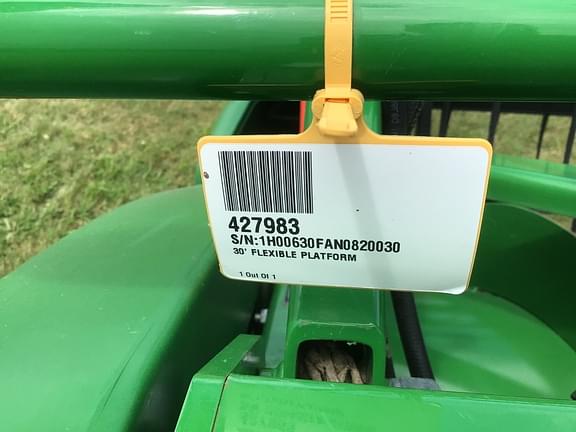 427983
S/N:1H00630FAN0820030
30' FLEXIBLE PLATFORM
1 Out Of 1